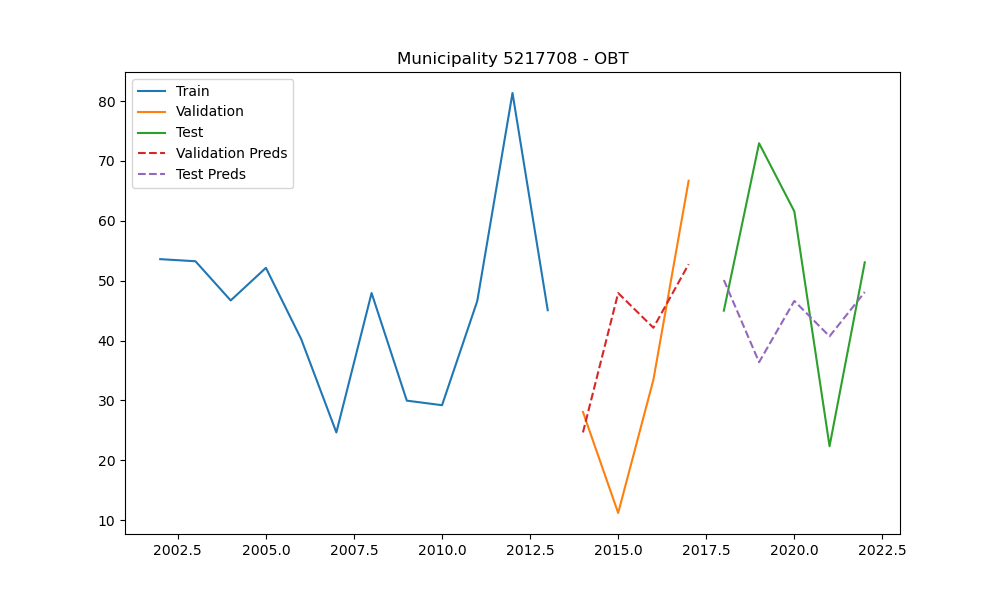 Municipality 5217708 - OBT
Train
Validation
Test
Validation Preds
Test Preds
80
70
60
50
40
30
20
10
2002.5 2005.0 2007.5 2010.0 2012.5 2015.0 2017.5 2020.0 2022.5